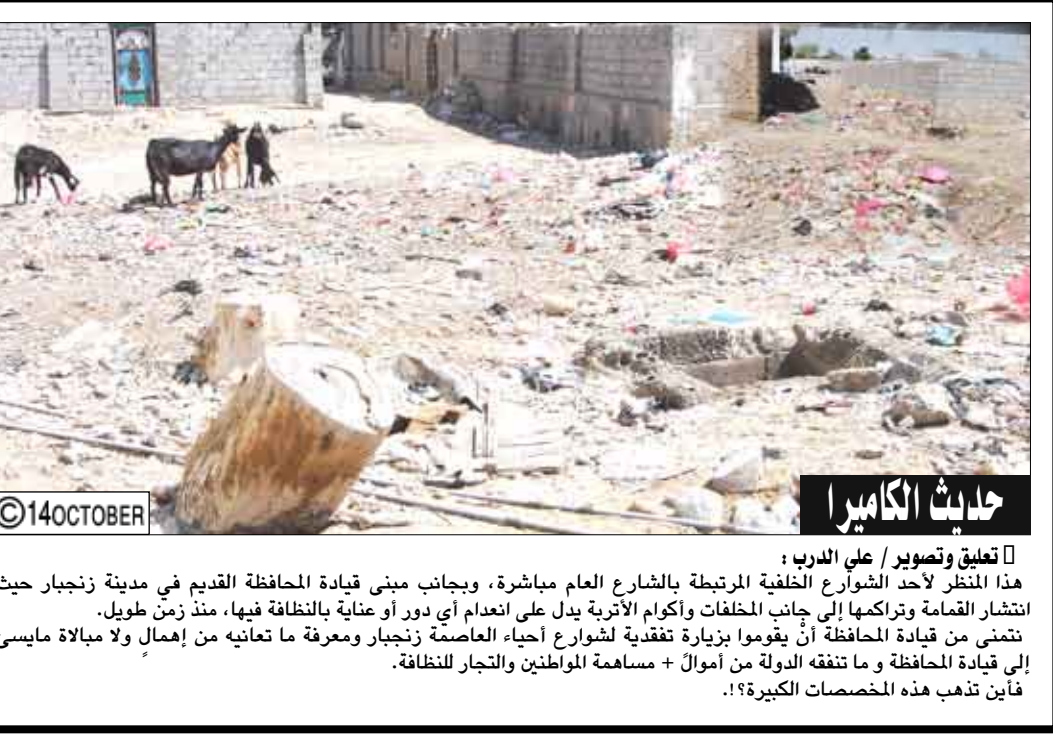 حديث الكاميرا
©14OCTOBER
تعليق وتصوير / علي الدرب :
هذا المنظر لأحد الشوارع الخلفية المرتبطة بالشارع العام مباشرة، وبجانب مبنى قيادة المحافظة القديم في مدينة زنجبار حيث
انتشار القمامة وتراكمها إلى جانب المخلفات وأكوام الأتربة يدل على انعدام أي دور أو عناية بالنظافة فيها، منذ زمن طويل.
نتمنى من قيادة المحافظة أنْ يقوموا بزيارة تفقدية لشوارع أحياء العاصمة زنجبار ومعرفة ما تعانيه من إهمالٍ ولا مبالاة مايسئ
إلى قيادة المحافظة و ما تنفقه الدولة من أموالً + مساهمة المواطنين والتجار للنظافة.
فأين تذهب هذه المخصصات الكبيرة؟!.